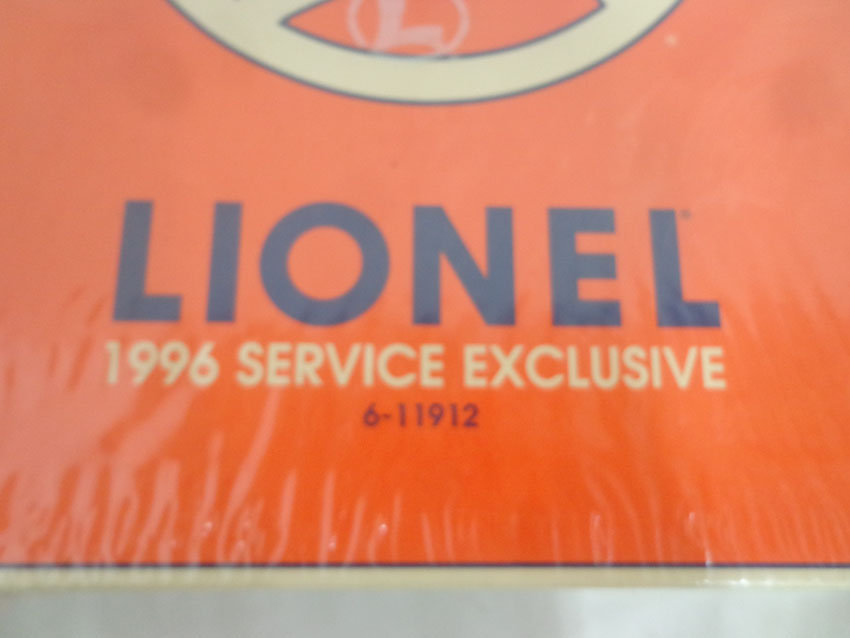 L
LIONEL
1996 SERVICE EXCLUSIVE
6-11912